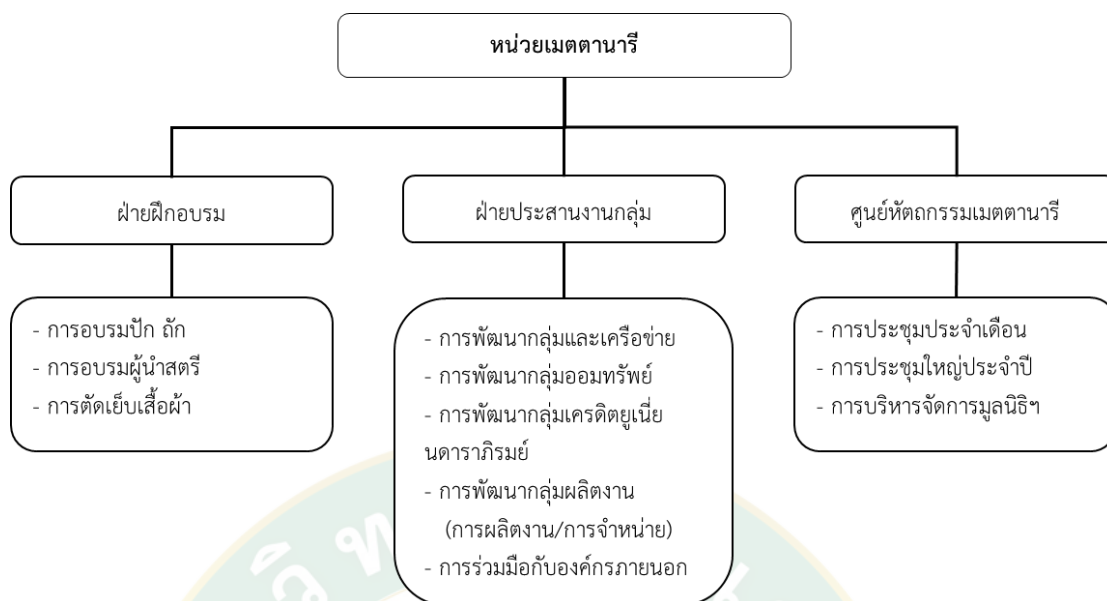 หน่วยเมตตานารี
ฝ่ายฝึกอบรม
ฝ่ายประสานงานกลุ่ม
ศูนย์หัตถกรรมเมตตานารี
- การอบรมปัก ถัก
- การอบรมผู้นำสตรี
- การตัดเย็บเสื้อผ้า
- การพัฒนากลุ่มและเครือข่าย
- การพัฒนากลุ่มออมทรัพย์
- การพัฒนากลุ่มเครดิตยูเนี่ย
นดาราภิรมย์
- การพัฒนากลุ่มผลิตงาน
(การผลิตงาน/การจำหน่าย)
- การร่วมมือกับองค์กรภายนอก
- การประชุมประจำเดือน
- การประชุมใหญ่ประจำปี
- การบริหารจัดการมูลนิธิฯ